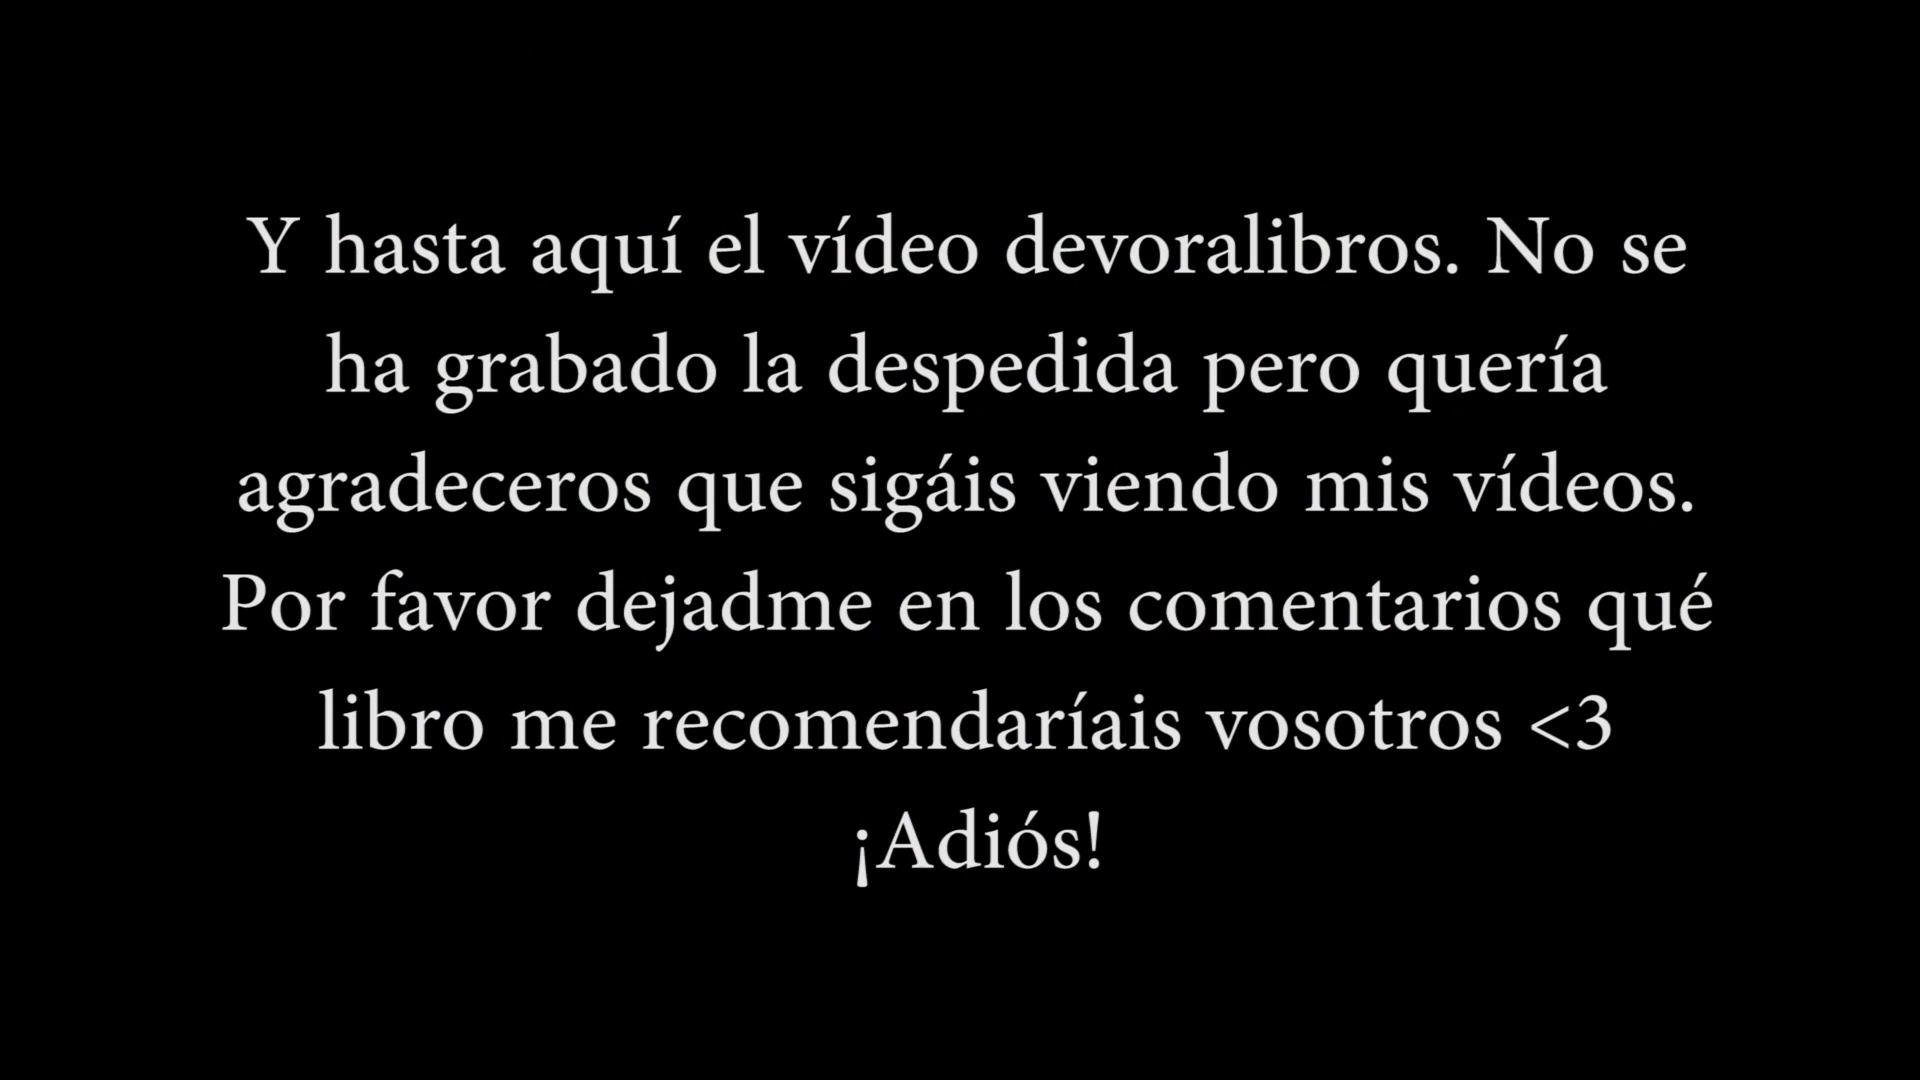 Y hasta aquí el vídeo devoralibros. No se
ha grabado la despedida pero quería
agradeceros que sigáis viendo mis vídeos.
Por favor dejadme en los comentarios qué
libro me recomendaríais vosotros <3
¡Adiós!